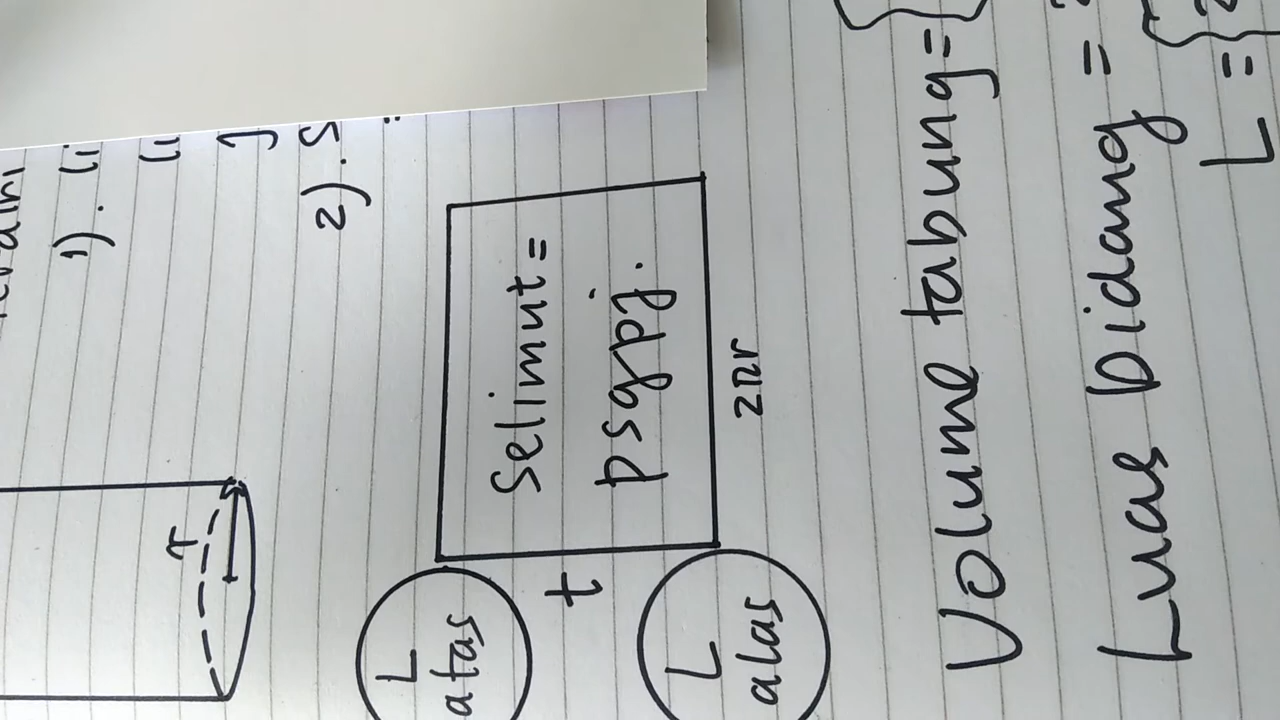 1).
2). S
r
Selimut =
psgpj.
t
2πr
L
atas
L
alas
Volume tabung =
Luas bidang =
L =